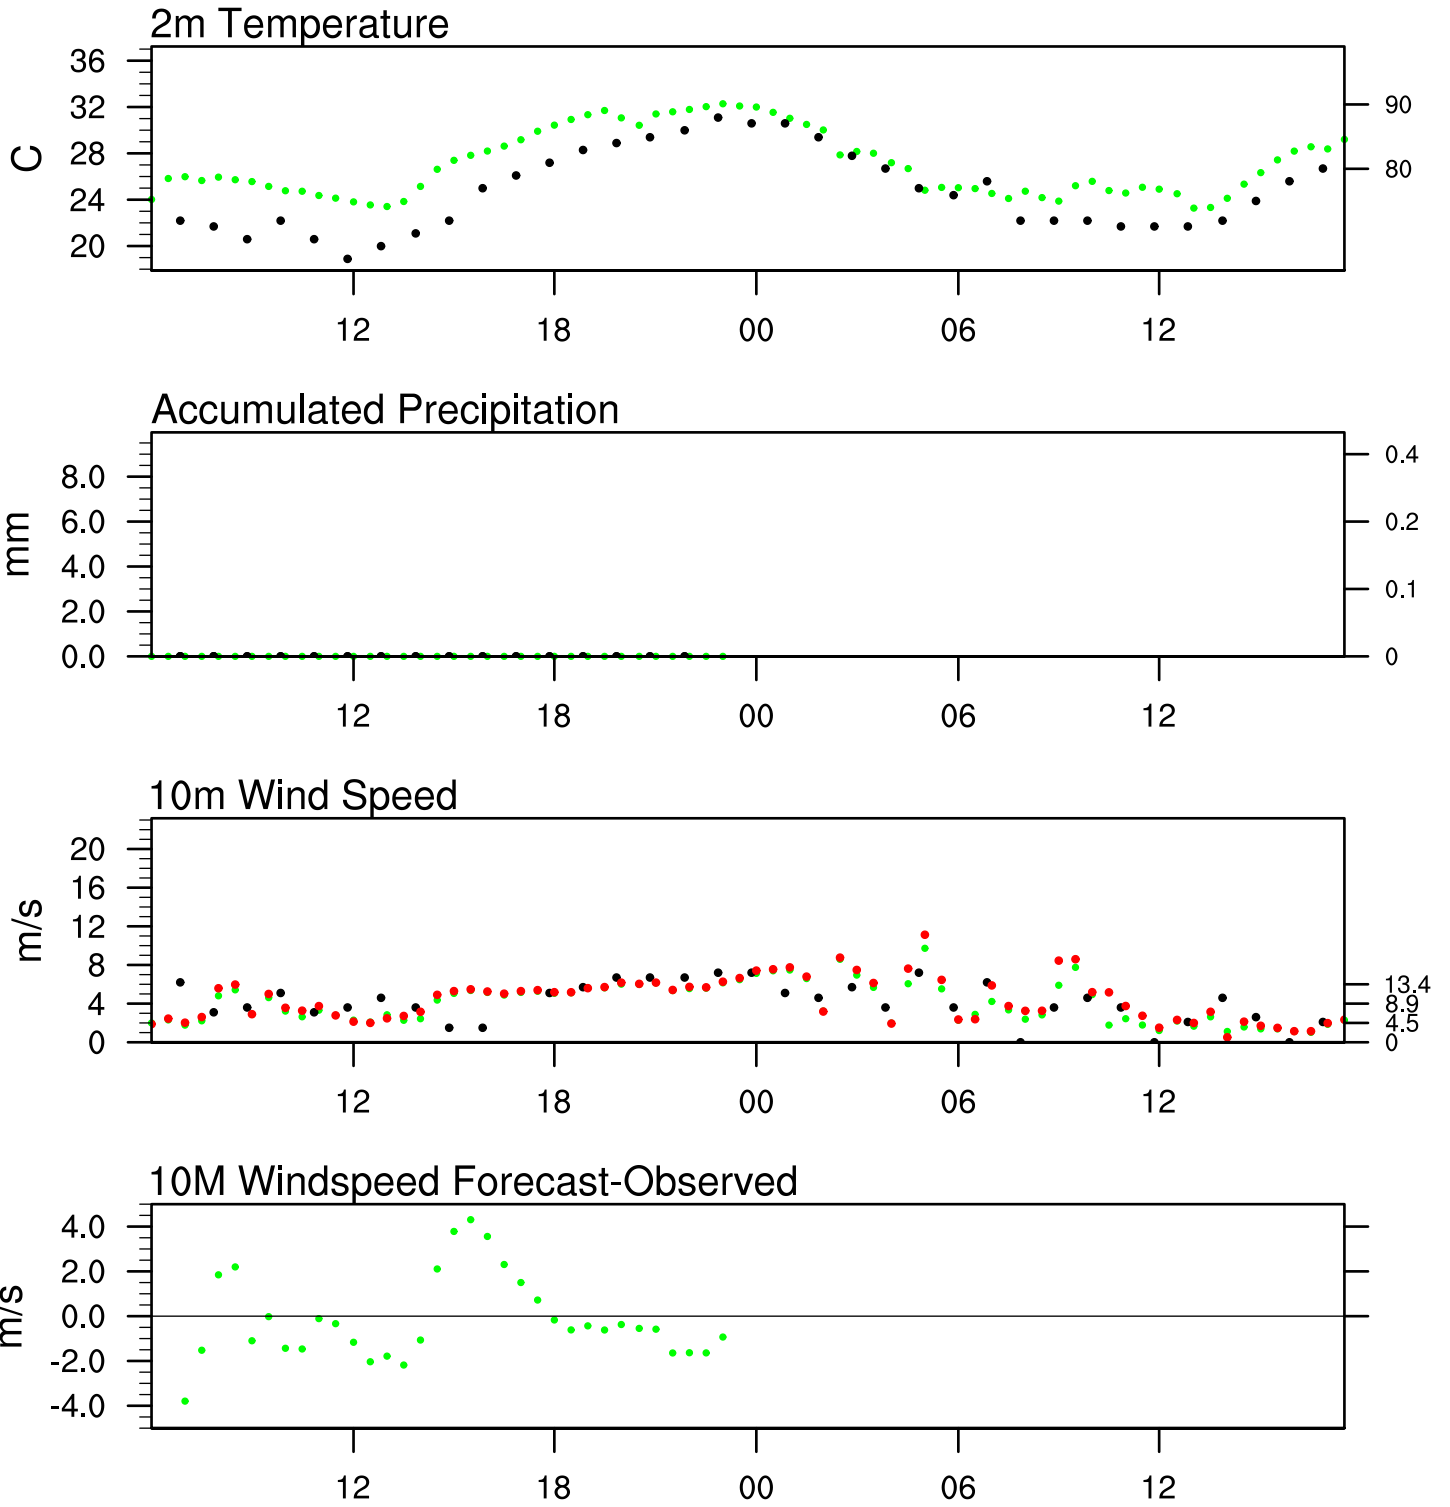 2m Temperature
36
32
28
24
20
C
90
80
12 18 00 06 12
Accumulated Precipitation
8.0
6.0
4.0
2.0
0.0
mm
0.4
0.2
0.1
0
12 18 00 06 12
10m Wind Speed
20
16
12
8
4
0
m/s
13.4
8.9
4.5
0
12 18 00 06 12
10M Windspeed Forecast-Observed
4.0
2.0
0.0
-2.0
-4.0
m/s
12 18 00 06 12